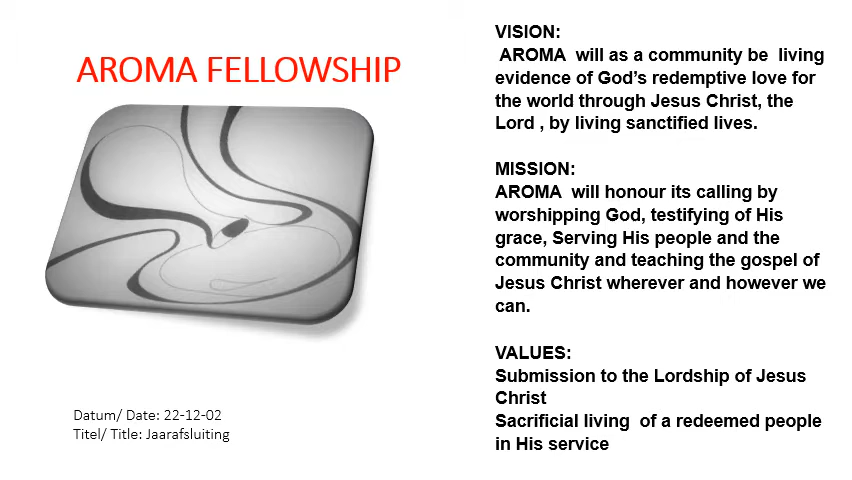 AROMA FELLOWSHIP
Datum/ Date: 22-12-02
Titel/ Title: Jaarafsluiting
VISION:
AROMA  will as a community be  living
evidence of God’s redemptive love for
the world through Jesus Christ, the
Lord , by living sanctified lives.
MISSION:
AROMA  will honour its calling by
worshipping God, testifying of His
grace, Serving His people and the
community and teaching the gospel of
Jesus Christ wherever and however we
can.
VALUES:
Submission to the Lordship of Jesus
Christ
Sacrificial living  of a redeemed people
in His service